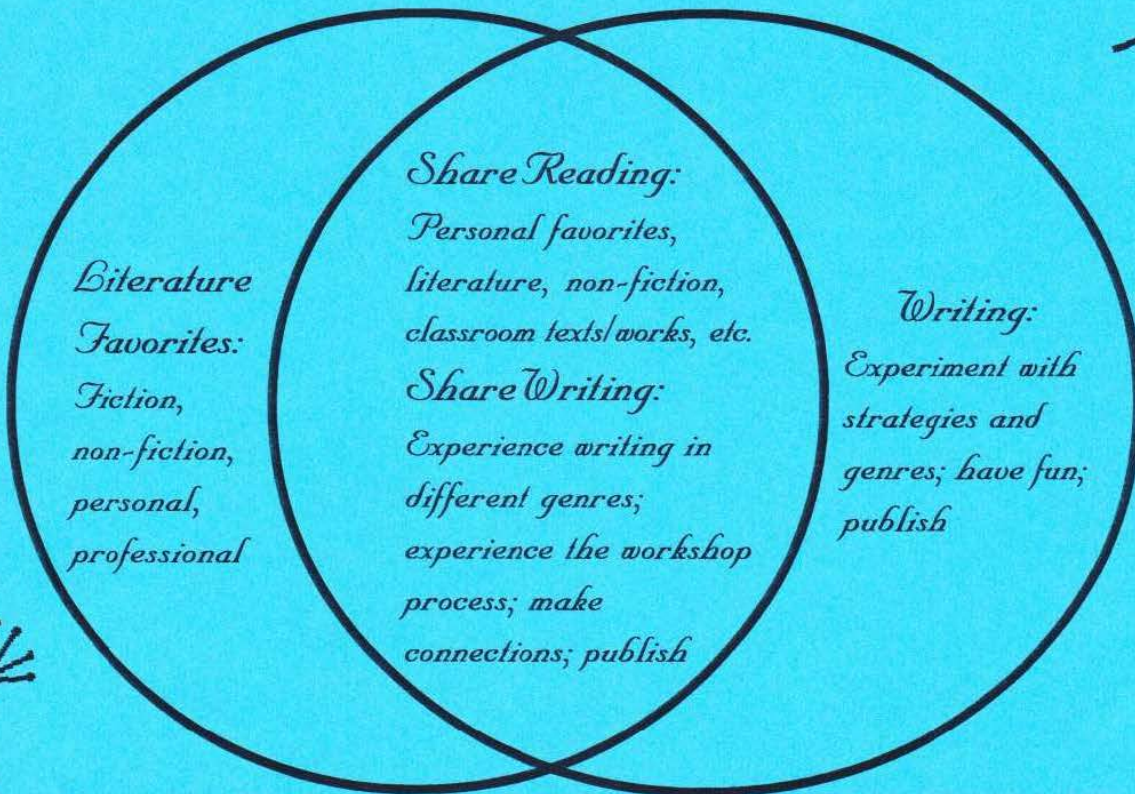 Literature
Favorites:
Fiction,
non-fiction,
personal,
professional
Share Reading:
Personal favorites,
literature, non-fiction,
classroom texts/works, etc.
Share Writing:
Experience writing in
different genres;
experience the workshop
process; make
connections; publish
Writing:
Experiment with
strategies and
genres; have fun;
publish